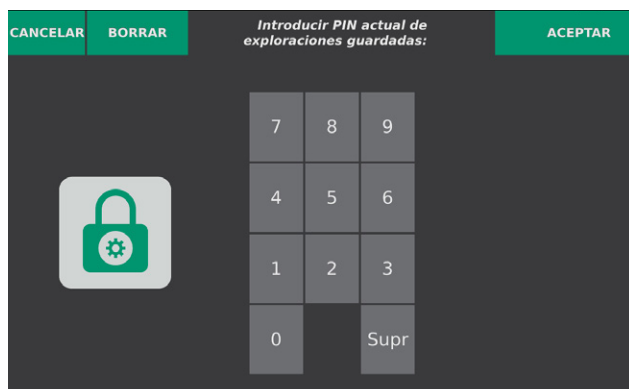 CANCELAR
BORRAR
Introducir PIN actual de
exploraciones guardadas:
ACEPTAR
7 8 9
4 5 6
1 2 3
0 Supr